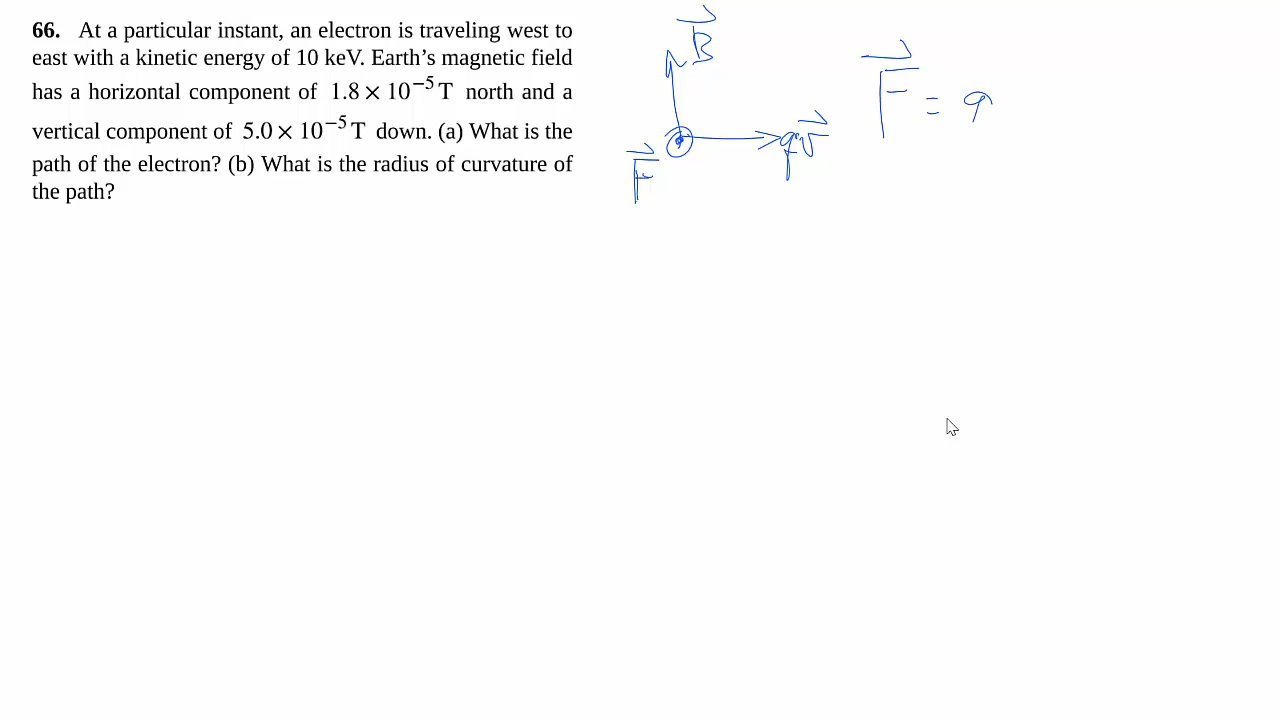 66. At a particular instant, an electron is traveling west to
east with a kinetic energy of 10 keV. Earth's magnetic field
has a horizontal component of 1.8 × 10⁻⁵ T north and a
vertical component of 5.0 × 10⁻⁵ T down. (a) What is the
path of the electron? (b) What is the radius of curvature of
the path?
B⃗
F⃗ = q
qv⃗
F⃗